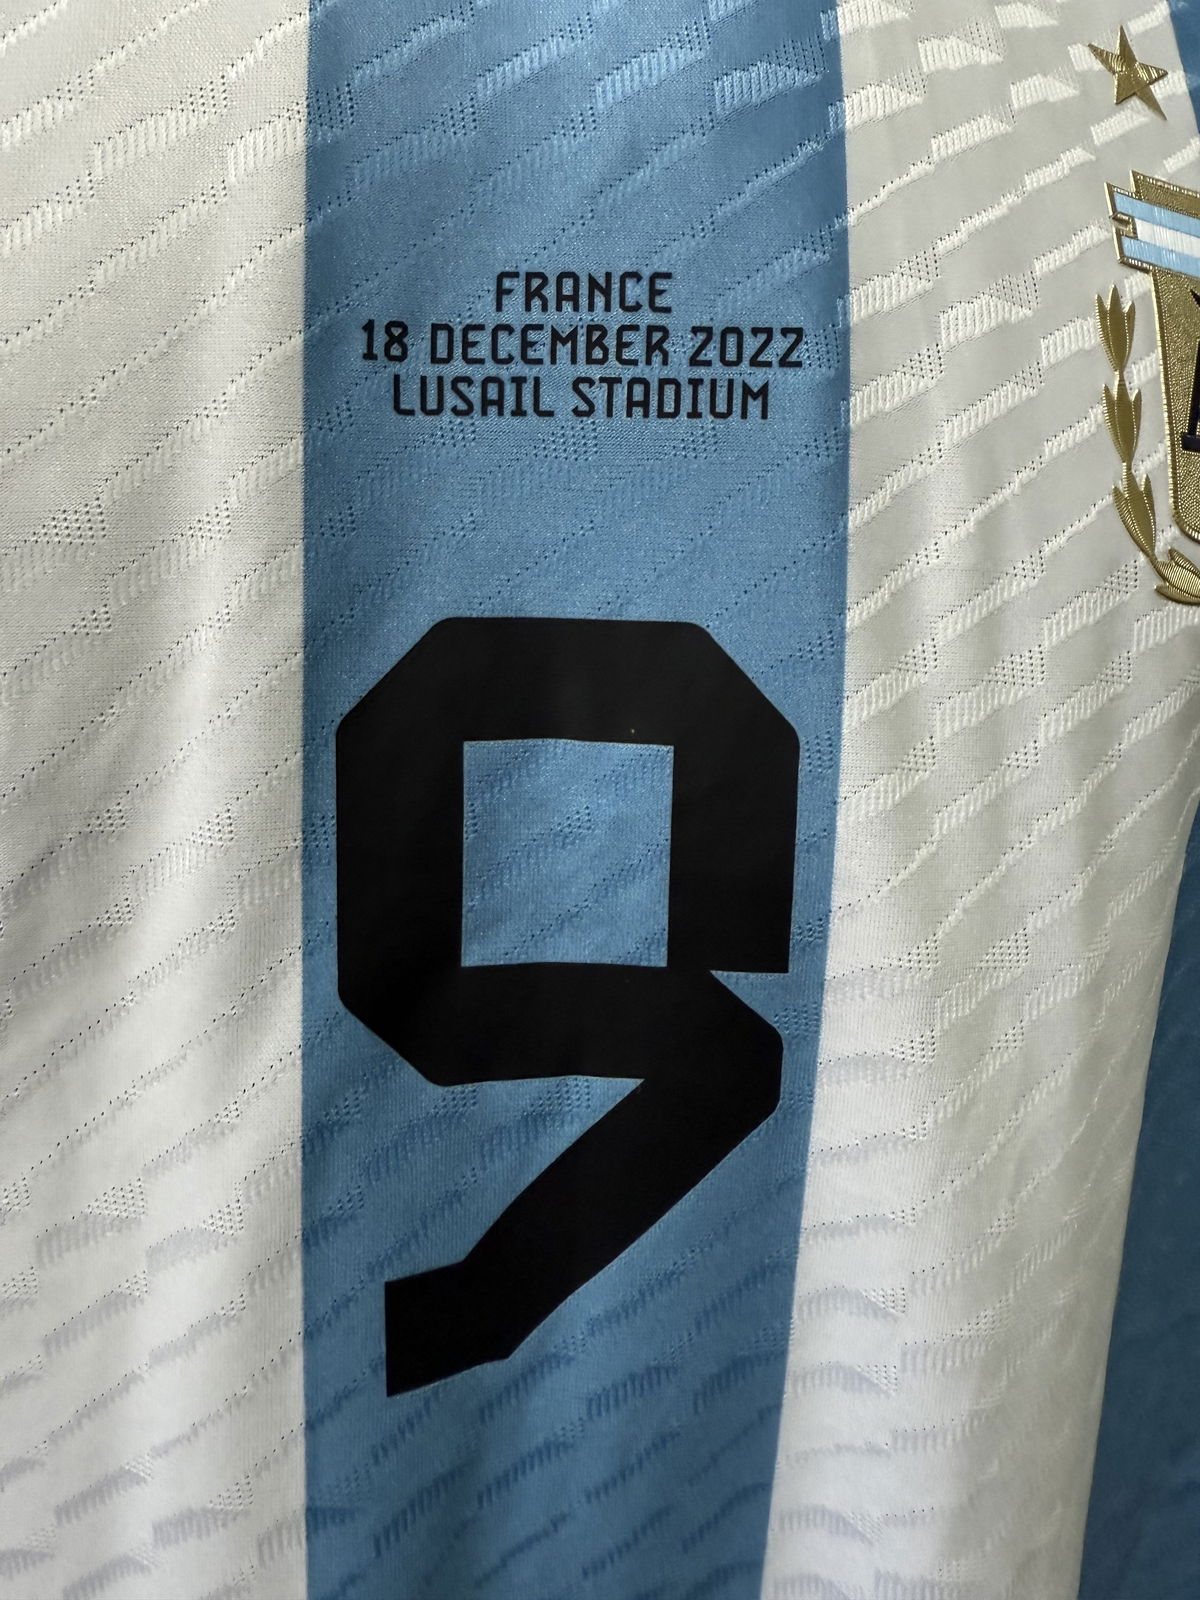 FRANCE
18 DECEMBER 2022
LUSAIL STADIUM
9